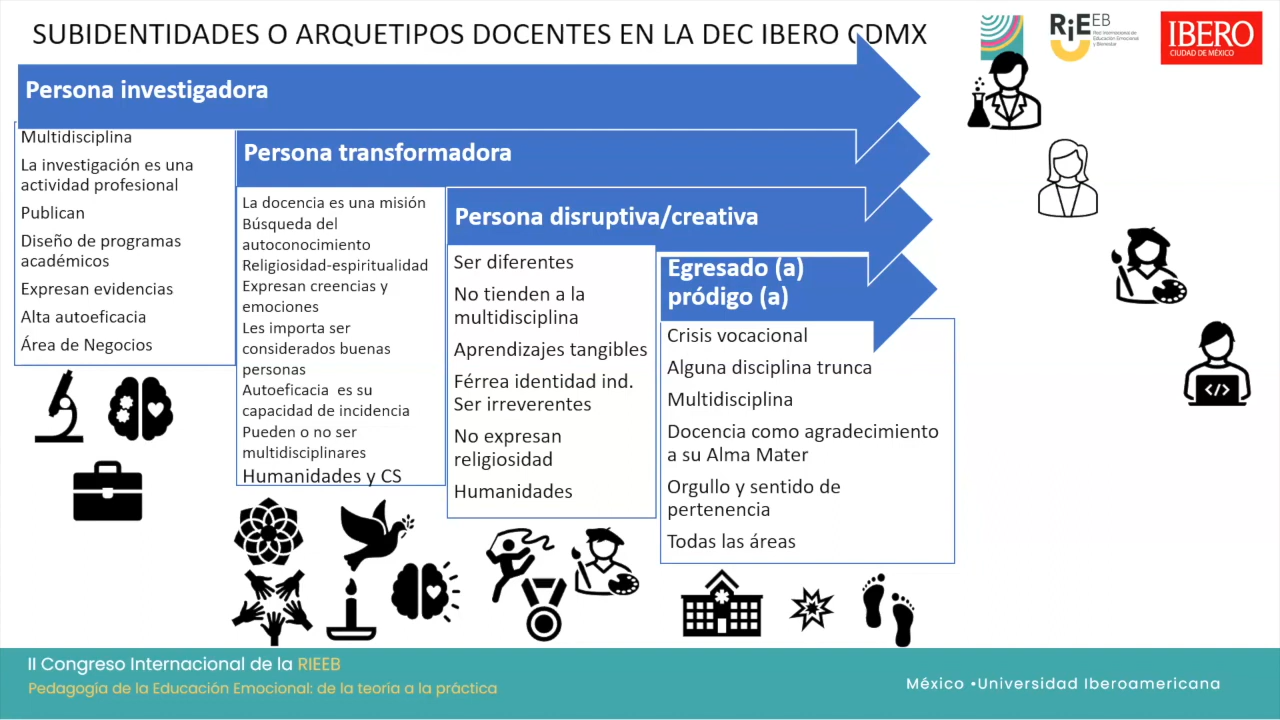 SUBIDENTIDADES O ARQUETIPOS DOCENTES EN LA DEC IBERO CDMX
RiEEB
Red Internacional de
Educación Emocional
y Bienestar
IBERO
CIUDAD DE MÉXICO
Persona investigadora
Multidisciplina
La investigación es una
actividad profesional
Publican
Diseño de programas
académicos
Expresan evidencias
Alta autoeficacia
Área de Negocios
Persona transformadora
La docencia es una misión
Búsqueda del
autoconocimiento
Religiosidad-espiritualidad
Expresan creencias y
emociones
Les importa ser
considerados buenas
personas
Autoeficacia es su
capacidad de incidencia
Pueden o no ser
multidisciplinares
Humanidades y CS
Persona disruptiva/creativa
Ser diferentes
No tienden a la
multidisciplina
Aprendizajes tangibles
Férrea identidad ind.
Ser irreverentes
No expresan
religiosidad
Humanidades
Egresado (a)
pródigo (a)
Crisis vocacional
Alguna disciplina trunca
Multidisciplina
Docencia como agradecimiento
a su Alma Mater
Orgullo y sentido de
pertenencia
Todas las áreas
</>
II Congreso Internacional de la RIEEB
Pedagogía de la Educación Emocional: de la teoría a la práctica
México •Universidad Iberoamericana